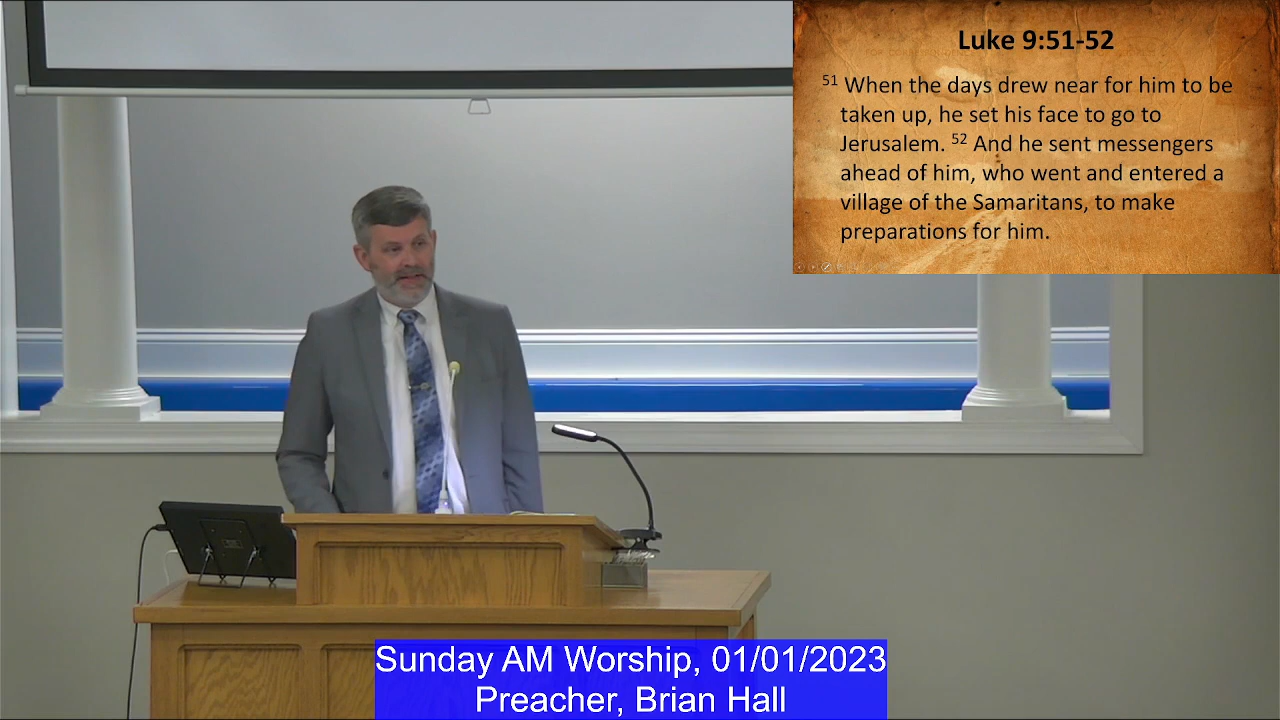 Luke 9:51-52
51 When the days drew near for him to be
taken up, he set his face to go to
Jerusalem. 52 And he sent messengers
ahead of him, who went and entered a
village of the Samaritans, to make
preparations for him.
Sunday AM Worship, 01/01/2023
Preacher, Brian Hall